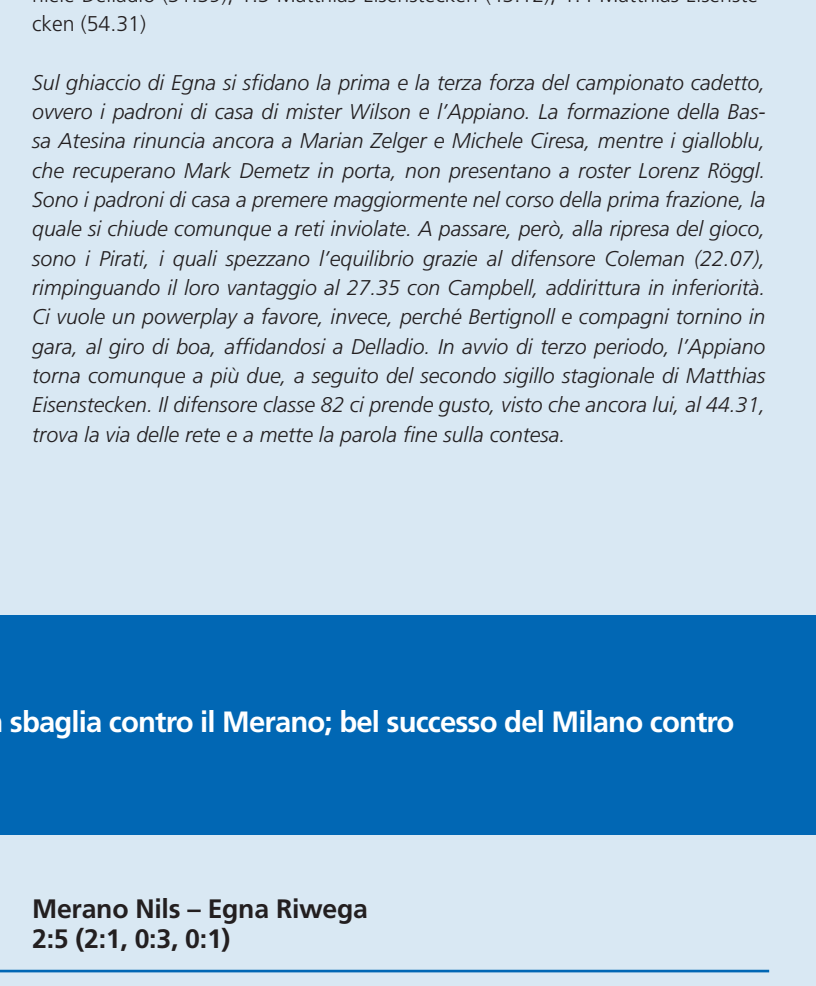 cken (54.31)
Sul ghiaccio di Egna si sfidano la prima e la terza forza del campionato cadetto,
ovvero i padroni di casa di mister Wilson e l’Appiano. La formazione della Bas-
sa Atesina rinuncia ancora a Marian Zelger e Michele Ciresa, mentre i gialloblu,
che recuperano Mark Demetz in porta, non presentano a roster Lorenz Röggl.
Sono i padroni di casa a premere maggiormente nel corso della prima frazione, la
quale si chiude comunque a reti inviolate. A passare, però, alla ripresa del gioco,
sono i Pirati, i quali spezzano l’equilibrio grazie al difensore Coleman (22.07),
rimpinguando il loro vantaggio al 27.35 con Campbell, addirittura in inferiorità.
Ci vuole un powerplay a favore, invece, perché Bertignoll e compagni tornino in
gara, al giro di boa, affidandosi a Delladio. In avvio di terzo periodo, l’Appiano
torna comunque a più due, a seguito del secondo sigillo stagionale di Matthias
Eisenstecken. Il difensore classe 82 ci prende gusto, visto che ancora lui, al 44.31,
trova la via delle rete e a mette la parola fine sulla contesa.
sbaglia contro il Merano; bel successo del Milano contro
Merano Nils – Egna Riwega
2:5 (2:1, 0:3, 0:1)